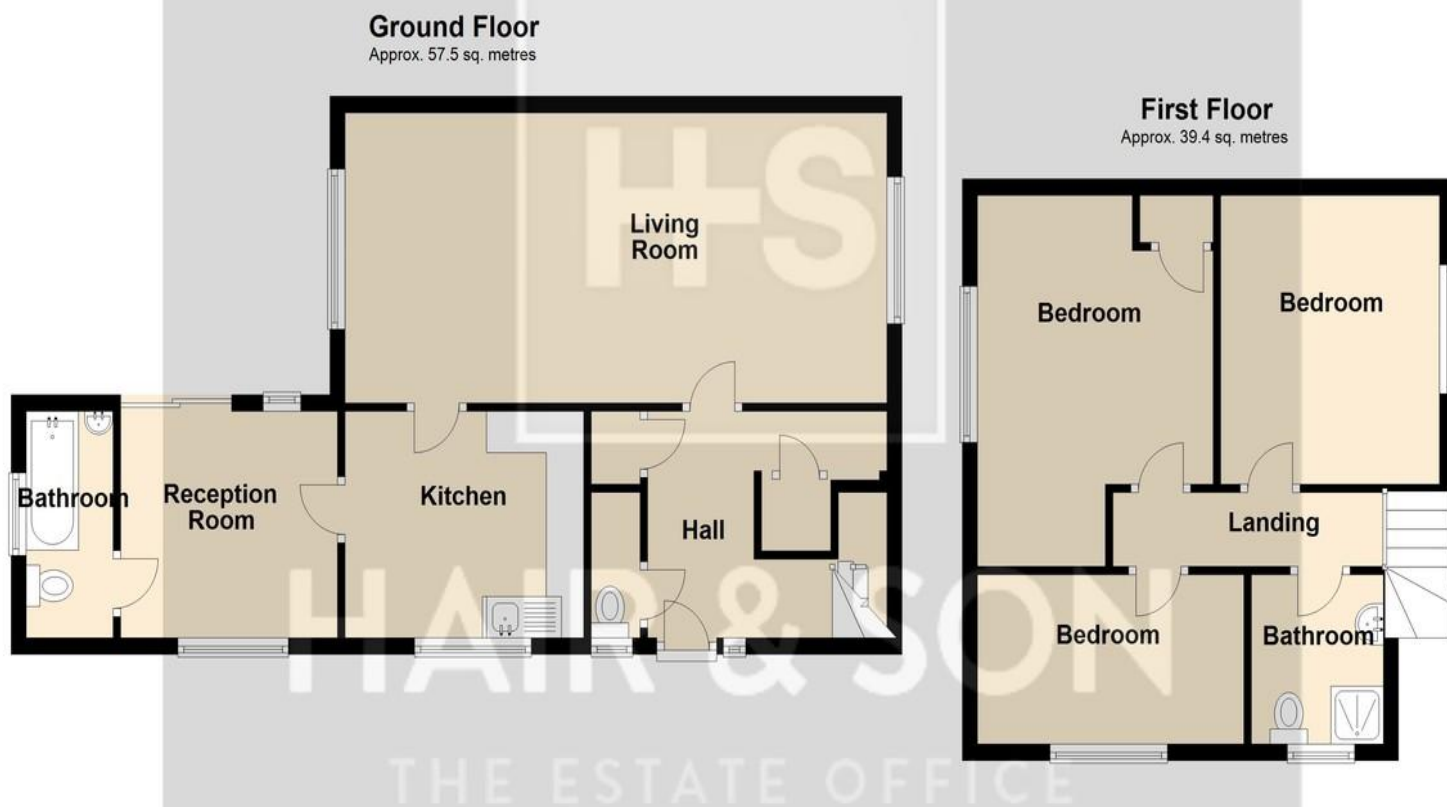 Ground Floor
Approx. 57.5 sq. metres
First Floor
Approx. 39.4 sq. metres
H+S
Living
Room
Bedroom
Bedroom
Bathroom
Reception
Room
Kitchen
Hall
Landing
Bedroom
Bathroom
HAIR & SON
THE ESTATE OFFICE